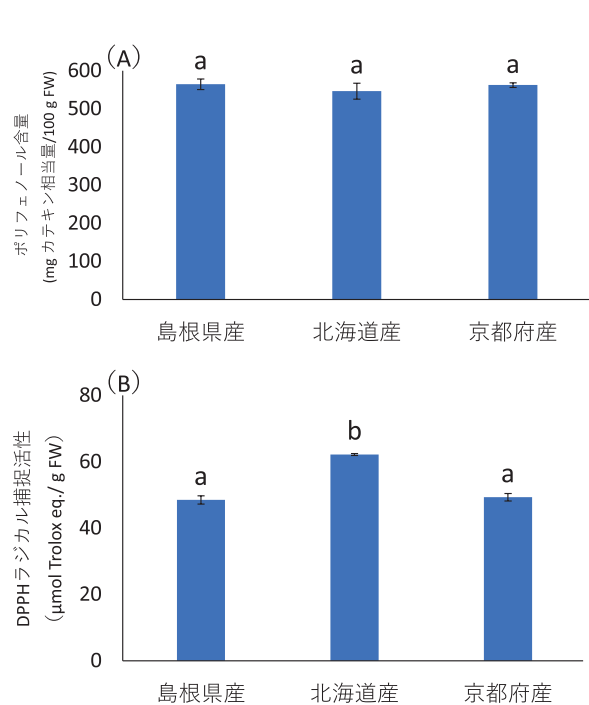 (A)
a
a
a
ポリフェノール含量
(mg カテキン相当量/100 g FW)
600
500
400
300
200
100
0
島根県産
北海道産
京都府産
(B)
a
b
a
DPPHラジカル捕捉活性
(μmol Trolox eq./ g FW)
80
60
40
20
0
島根県産
北海道産
京都府産